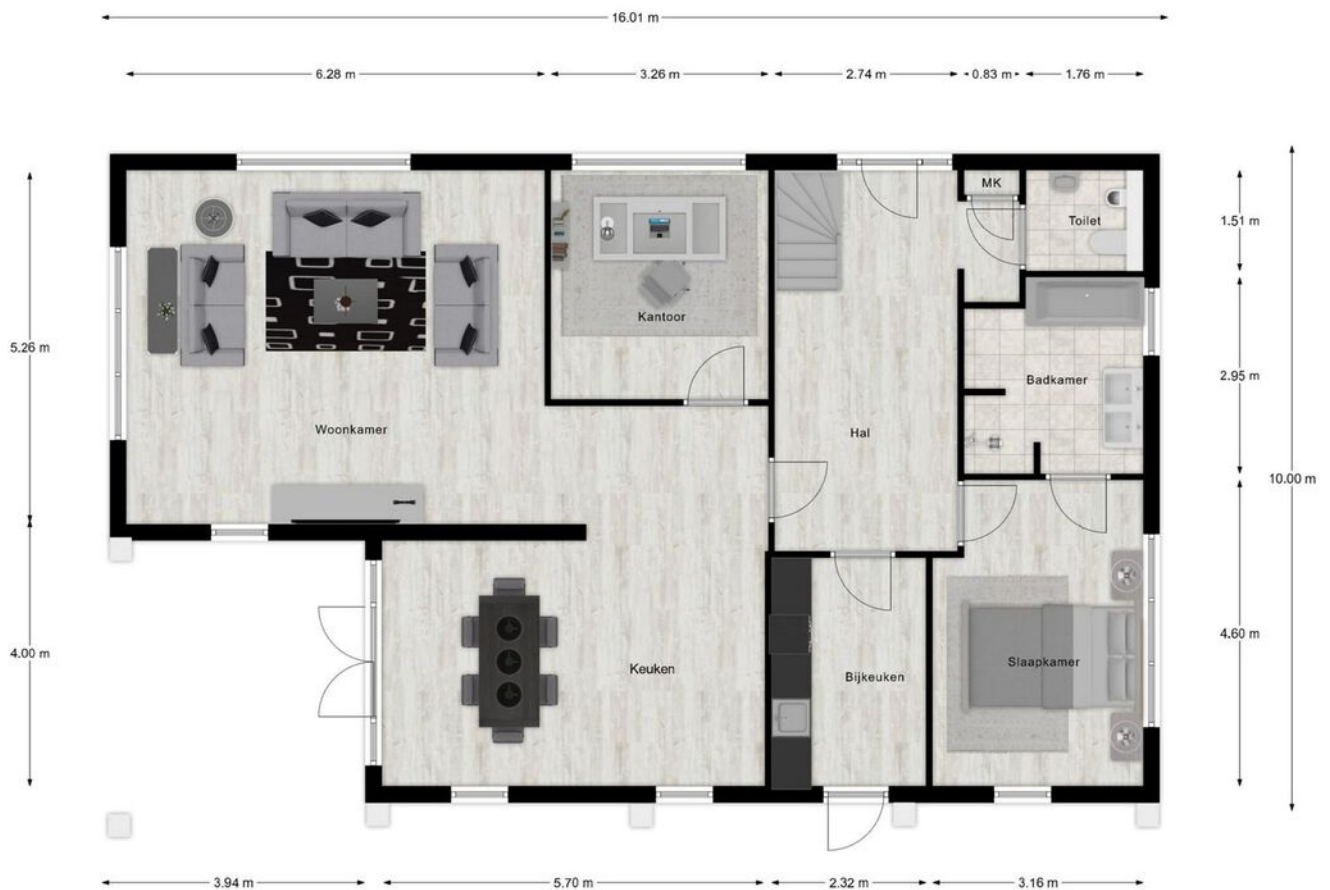 16.01 m
6.28 m
3.26 m
2.74 m
0.83 m
1.76 m
MK
Toilet
1.51 m
Kantoor
5.26 m
Badkamer
2.95 m
Woonkamer
Hal
10.00 m
4.00 m
Keuken
Bijkeuken
Slaapkamer
4.60 m
3.94 m
5.70 m
2.32 m
3.16 m